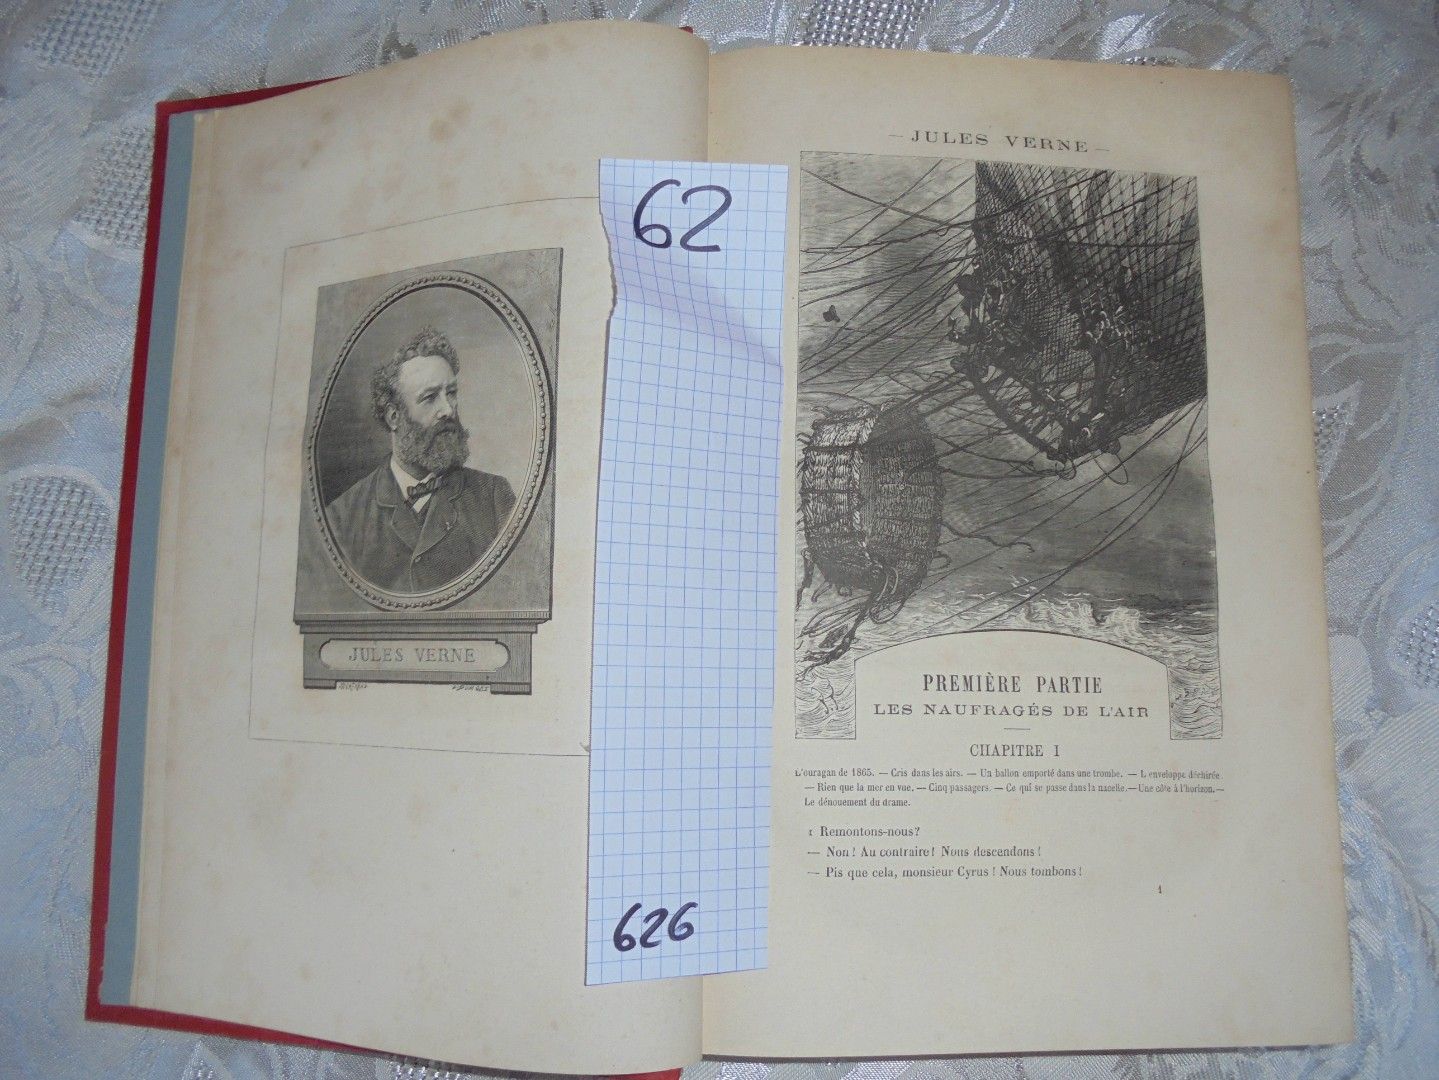 JULES VERNE
62
626
— JULES VERNE —
PREMIÈRE PARTIE
LES NAUFRAGÉS DE L'AIR
CHAPITRE I
L'ouragan de 1865. — Cris dans les airs. — Un ballon emporté dans une trombe. — L enveloppe déchirée
— Rien que la mer en vue. — Cinq passagers. — Ce qui se passe dans la nacelle. — Une côte à l'horizon. —
Le dénouement du drame.
Remontons-nous?
— Non! Au contraire! Nous descendons!
— Pis que cela, monsieur Cyrus! Nous tombons!
1